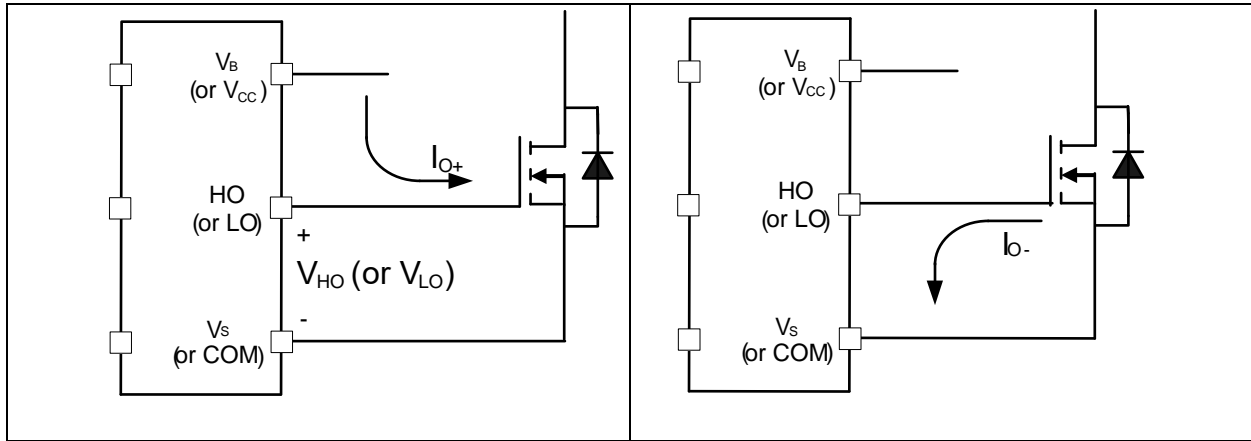 VB
(or VCC)
IO+
HO
(or LO)
+
VHO (or VLO)
-
VS
(or COM)
VB
(or VCC)
HO
(or LO)
IO-
VS
(or COM)